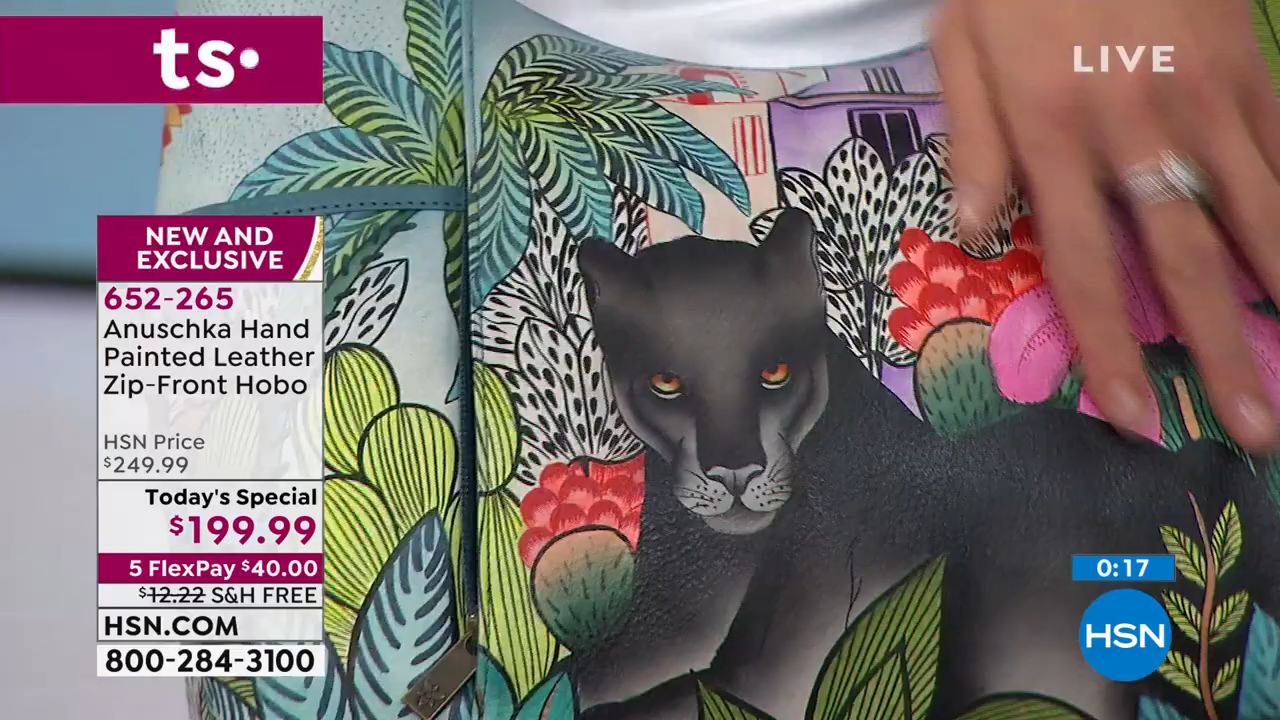 ts.
LIVE
NEW AND
EXCLUSIVE
652-265
Anuschka Hand
Painted Leather
Zip-Front Hobo
HSN Price
$249.99
Today's Special
$199.99
5 FlexPay $40.00
$12.22 S&H FREE
HSN.COM
800-284-3100
0:17
HSN